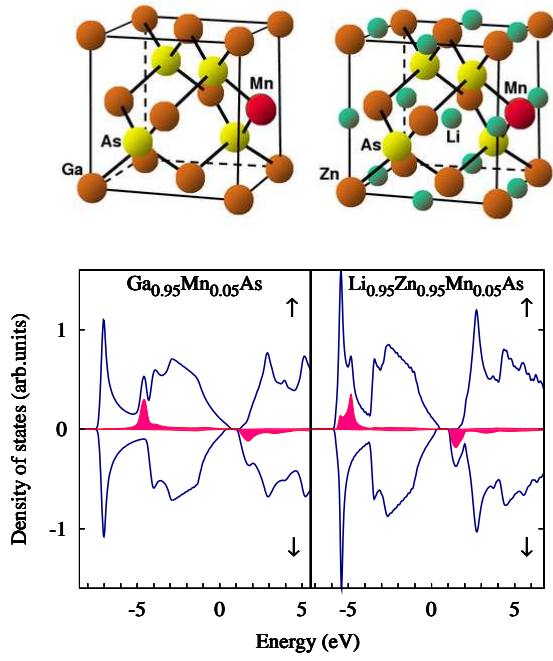 Mn
As
Ga
Mn
As
Li
Zn
Ga0.95Mn0.05As
Li0.95Zn0.95Mn0.05As
↑
↑
1
0
-1
Density of states (arb.units)
↓
↓
-5
0
5
-5
0
5
Energy (eV)